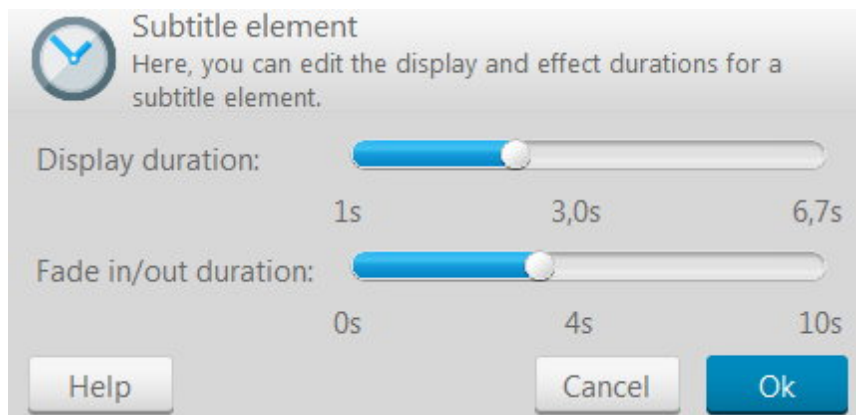 Subtitle element
Here, you can edit the display and effect durations for a
subtitle element.
Display duration:
1s 3,0s 6,7s
Fade in/out duration:
0s 4s 10s
Help Cancel Ok